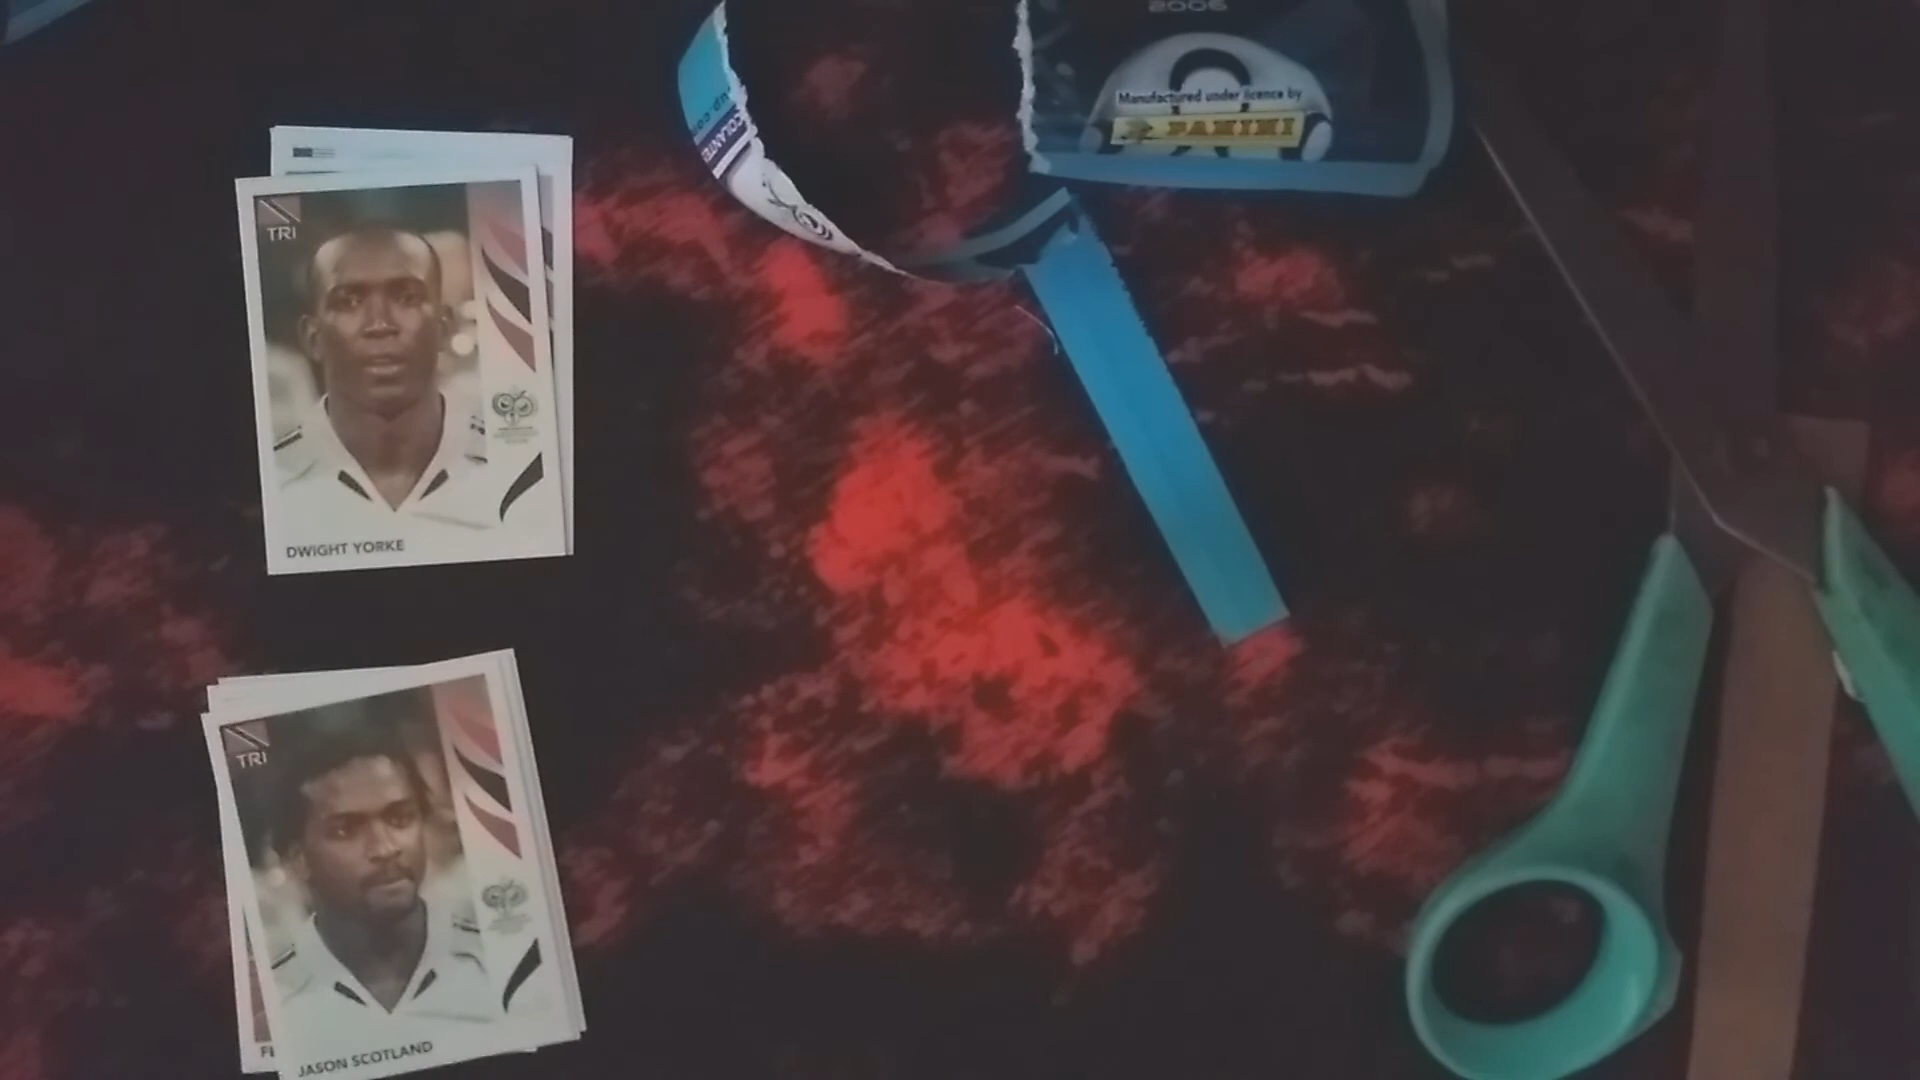 2006
Manufactured under licence by
PANINI
TRI
DWIGHT YORKE
TRI
JASON SCOTLAND